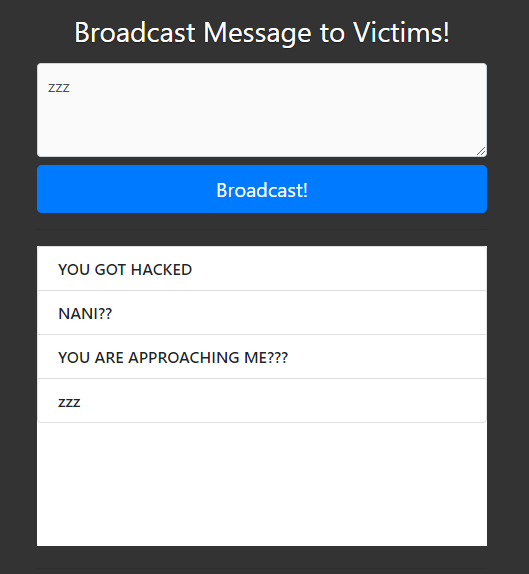 Broadcast Message to Victims!
zzz
Broadcast!
YOU GOT HACKED
NANI??
YOU ARE APPROACHING ME???
zzz